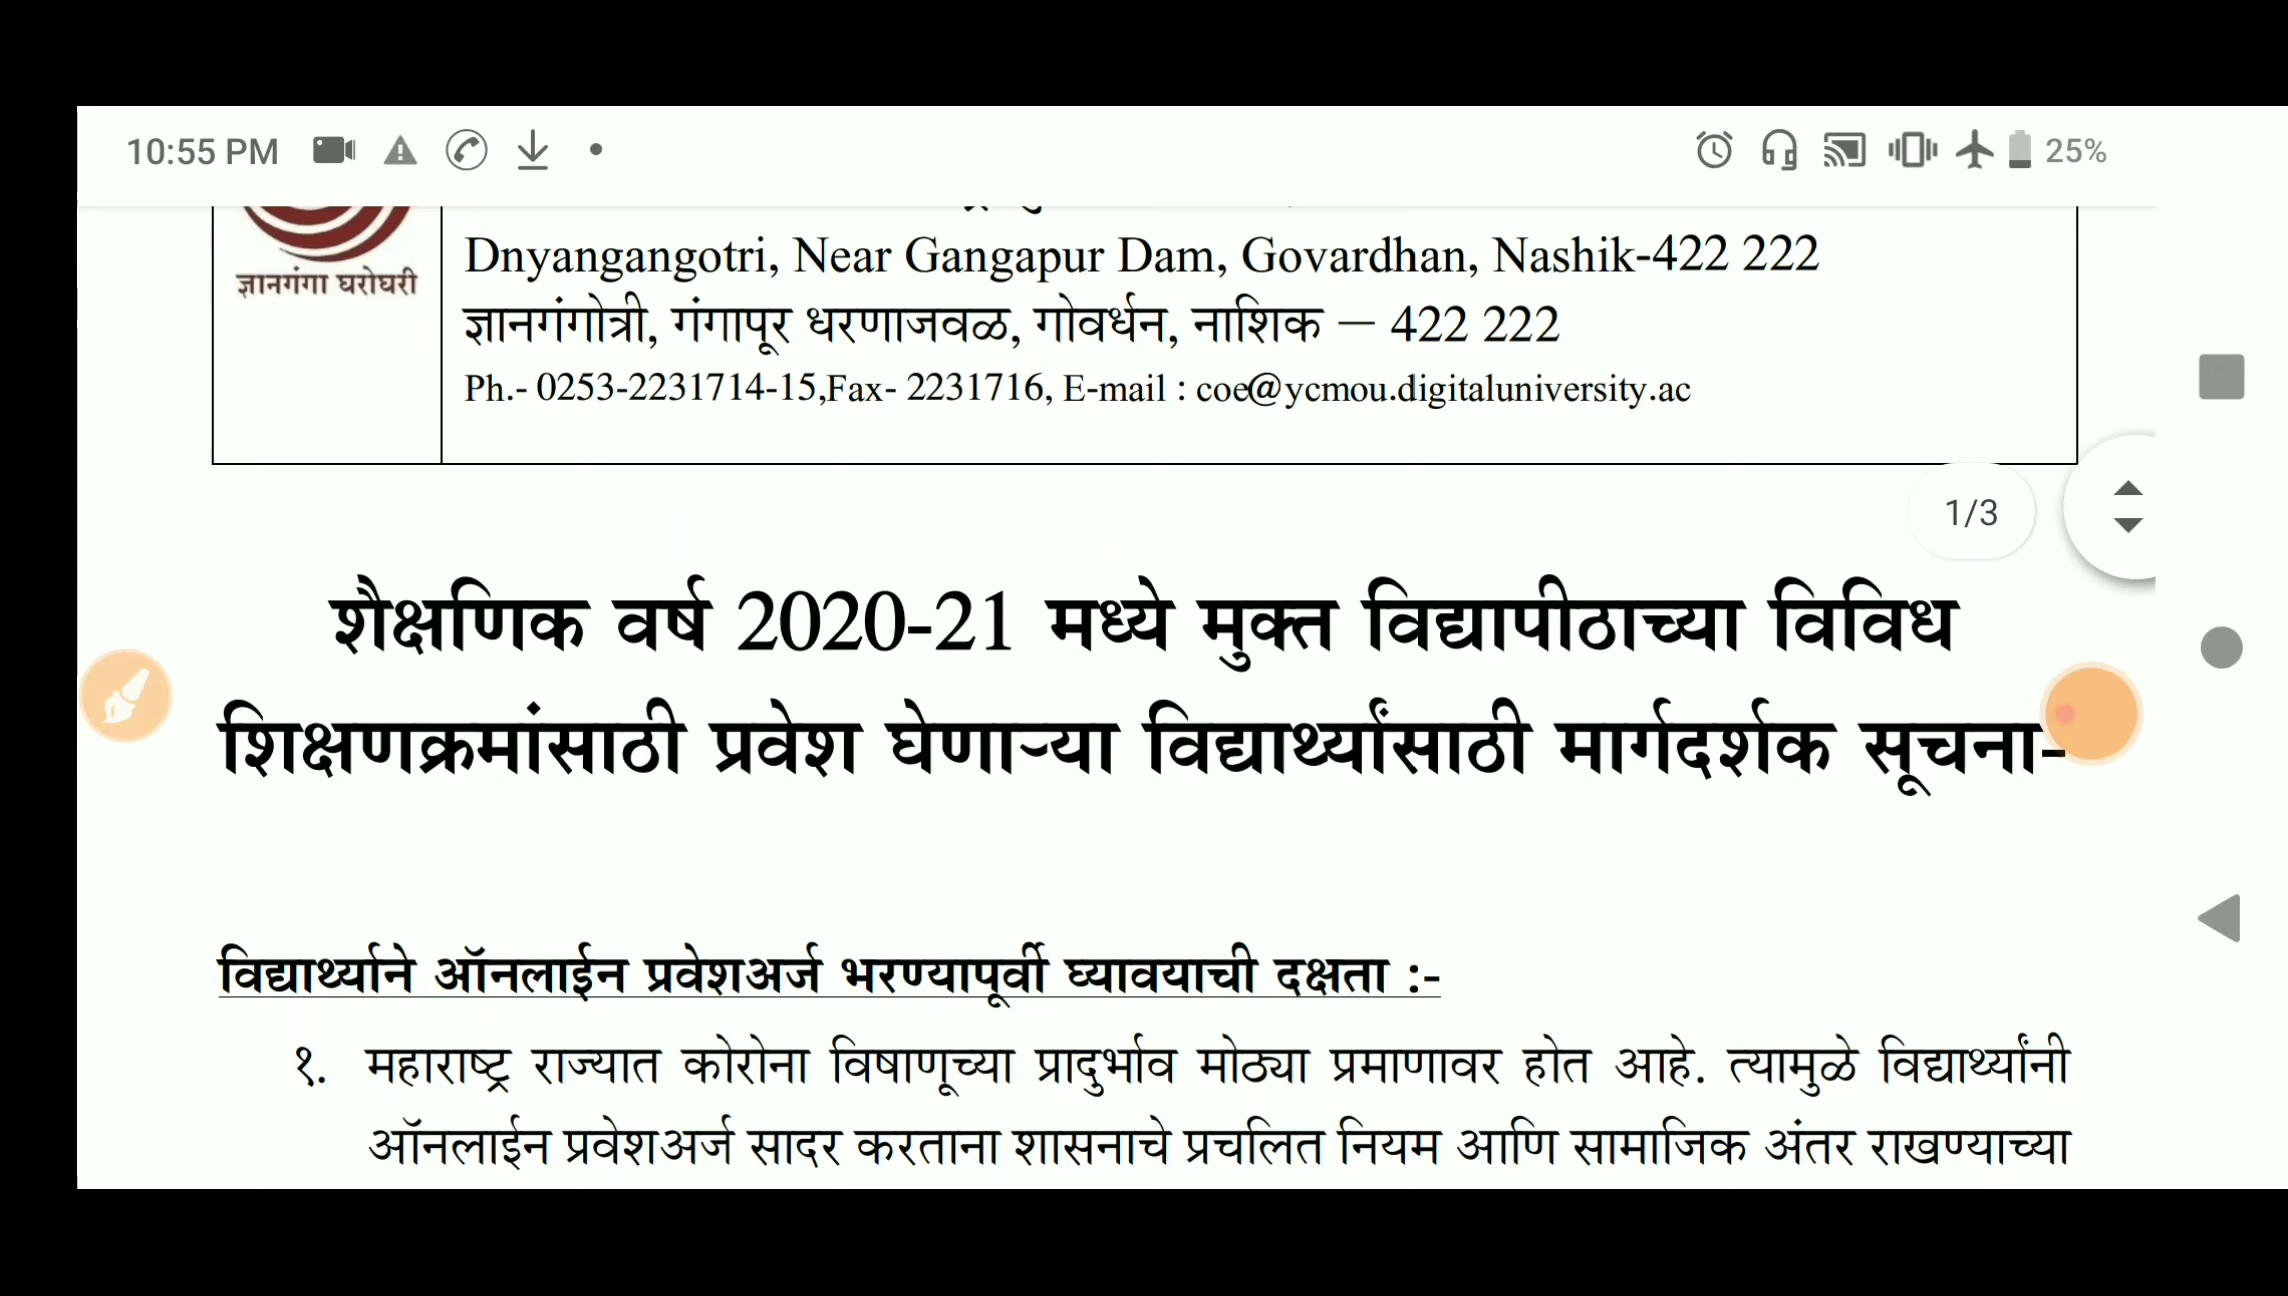 10:55 PM
25%
ज्ञानगंगा घरोघरी
Dnyangangotri, Near Gangapur Dam, Govardhan, Nashik-422 222
ज्ञानगंगोत्री, गंगापूर धरणाजवळ, गोवर्धन, नाशिक – 422 222
Ph.- 0253-2231714-15,Fax- 2231716, E-mail : coe@ycmou.digitaluniversity.ac
1/3
शैक्षणिक वर्ष 2020-21 मध्ये मुक्त विद्यापीठाच्या विविध
शिक्षणक्रमांसाठी प्रवेश घेणाऱ्या विद्यार्थ्यांसाठी मार्गदर्शक सूचना-
विद्यार्थ्याने ऑनलाईन प्रवेशअर्ज भरण्यापूर्वी घ्यावयाची दक्षता :-
१. महाराष्ट्र राज्यात कोरोना विषाणूच्या प्रादुर्भाव मोठ्या प्रमाणावर होत आहे. त्यामुळे विद्यार्थ्यांनी
ऑनलाईन प्रवेशअर्ज सादर करताना शासनाचे प्रचलित नियम आणि सामाजिक अंतर राखण्याच्या